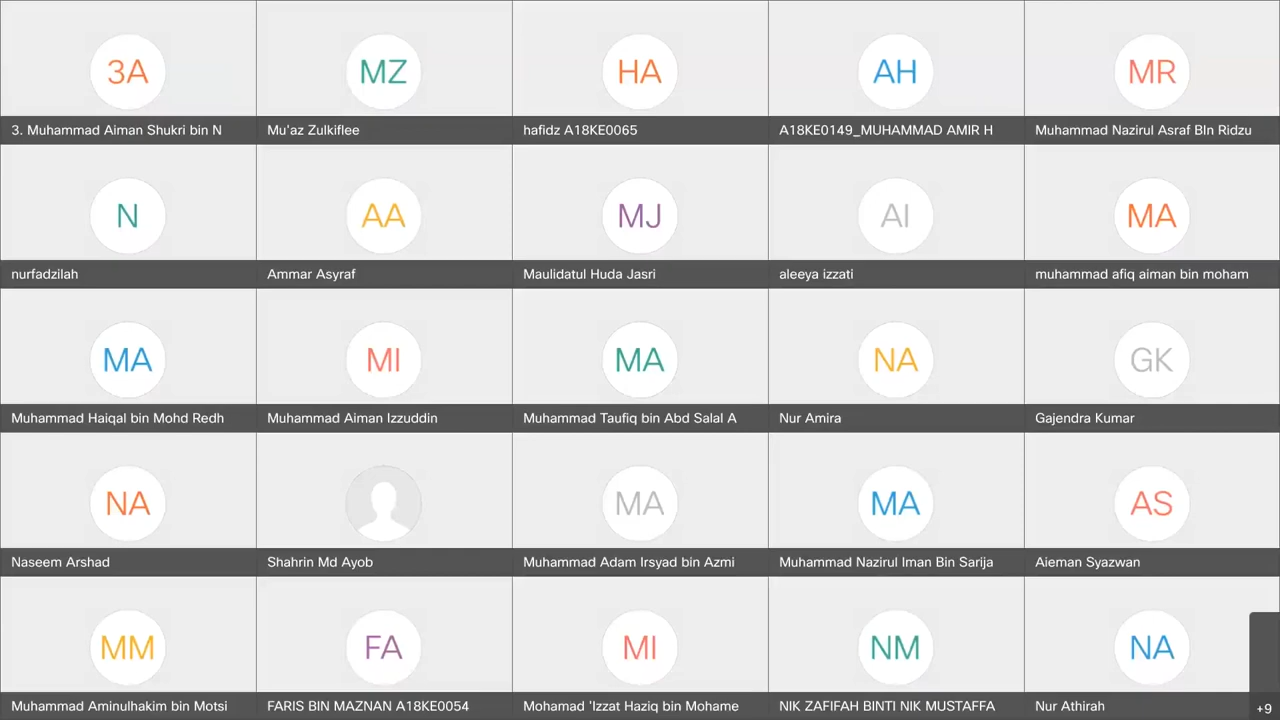 3A
MZ
HA
AH
MR
3. Muhammad Aiman Shukri bin N
Mu'az Zulkiflee
hafidz A18KE0065
A18KE0149_MUHAMMAD AMIR H
Muhammad Nazirul Asraf BIn Ridzu
N
AA
MJ
AI
MA
nurfadzilah
Ammar Asyraf
Maulidatul Huda Jasri
aleeya izzati
muhammad afiq aiman bin moham
MA
MI
MA
NA
GK
Muhammad Haiqal bin Mohd Redh
Muhammad Aiman Izzuddin
Muhammad Taufiq bin Abd Salal A
Nur Amira
Gajendra Kumar
NA
MA
MA
AS
Naseem Arshad
Shahrin Md Ayob
Muhammad Adam Irsyad bin Azmi
Muhammad Nazirul Iman Bin Sarija
Aieman Syazwan
MM
FA
MI
NM
NA
Muhammad Aminulhakim bin Motsi
FARIS BIN MAZNAN A18KE0054
Mohamad 'Izzat Haziq bin Mohame
NIK ZAFIFAH BINTI NIK MUSTAFFA
Nur Athirah
+9